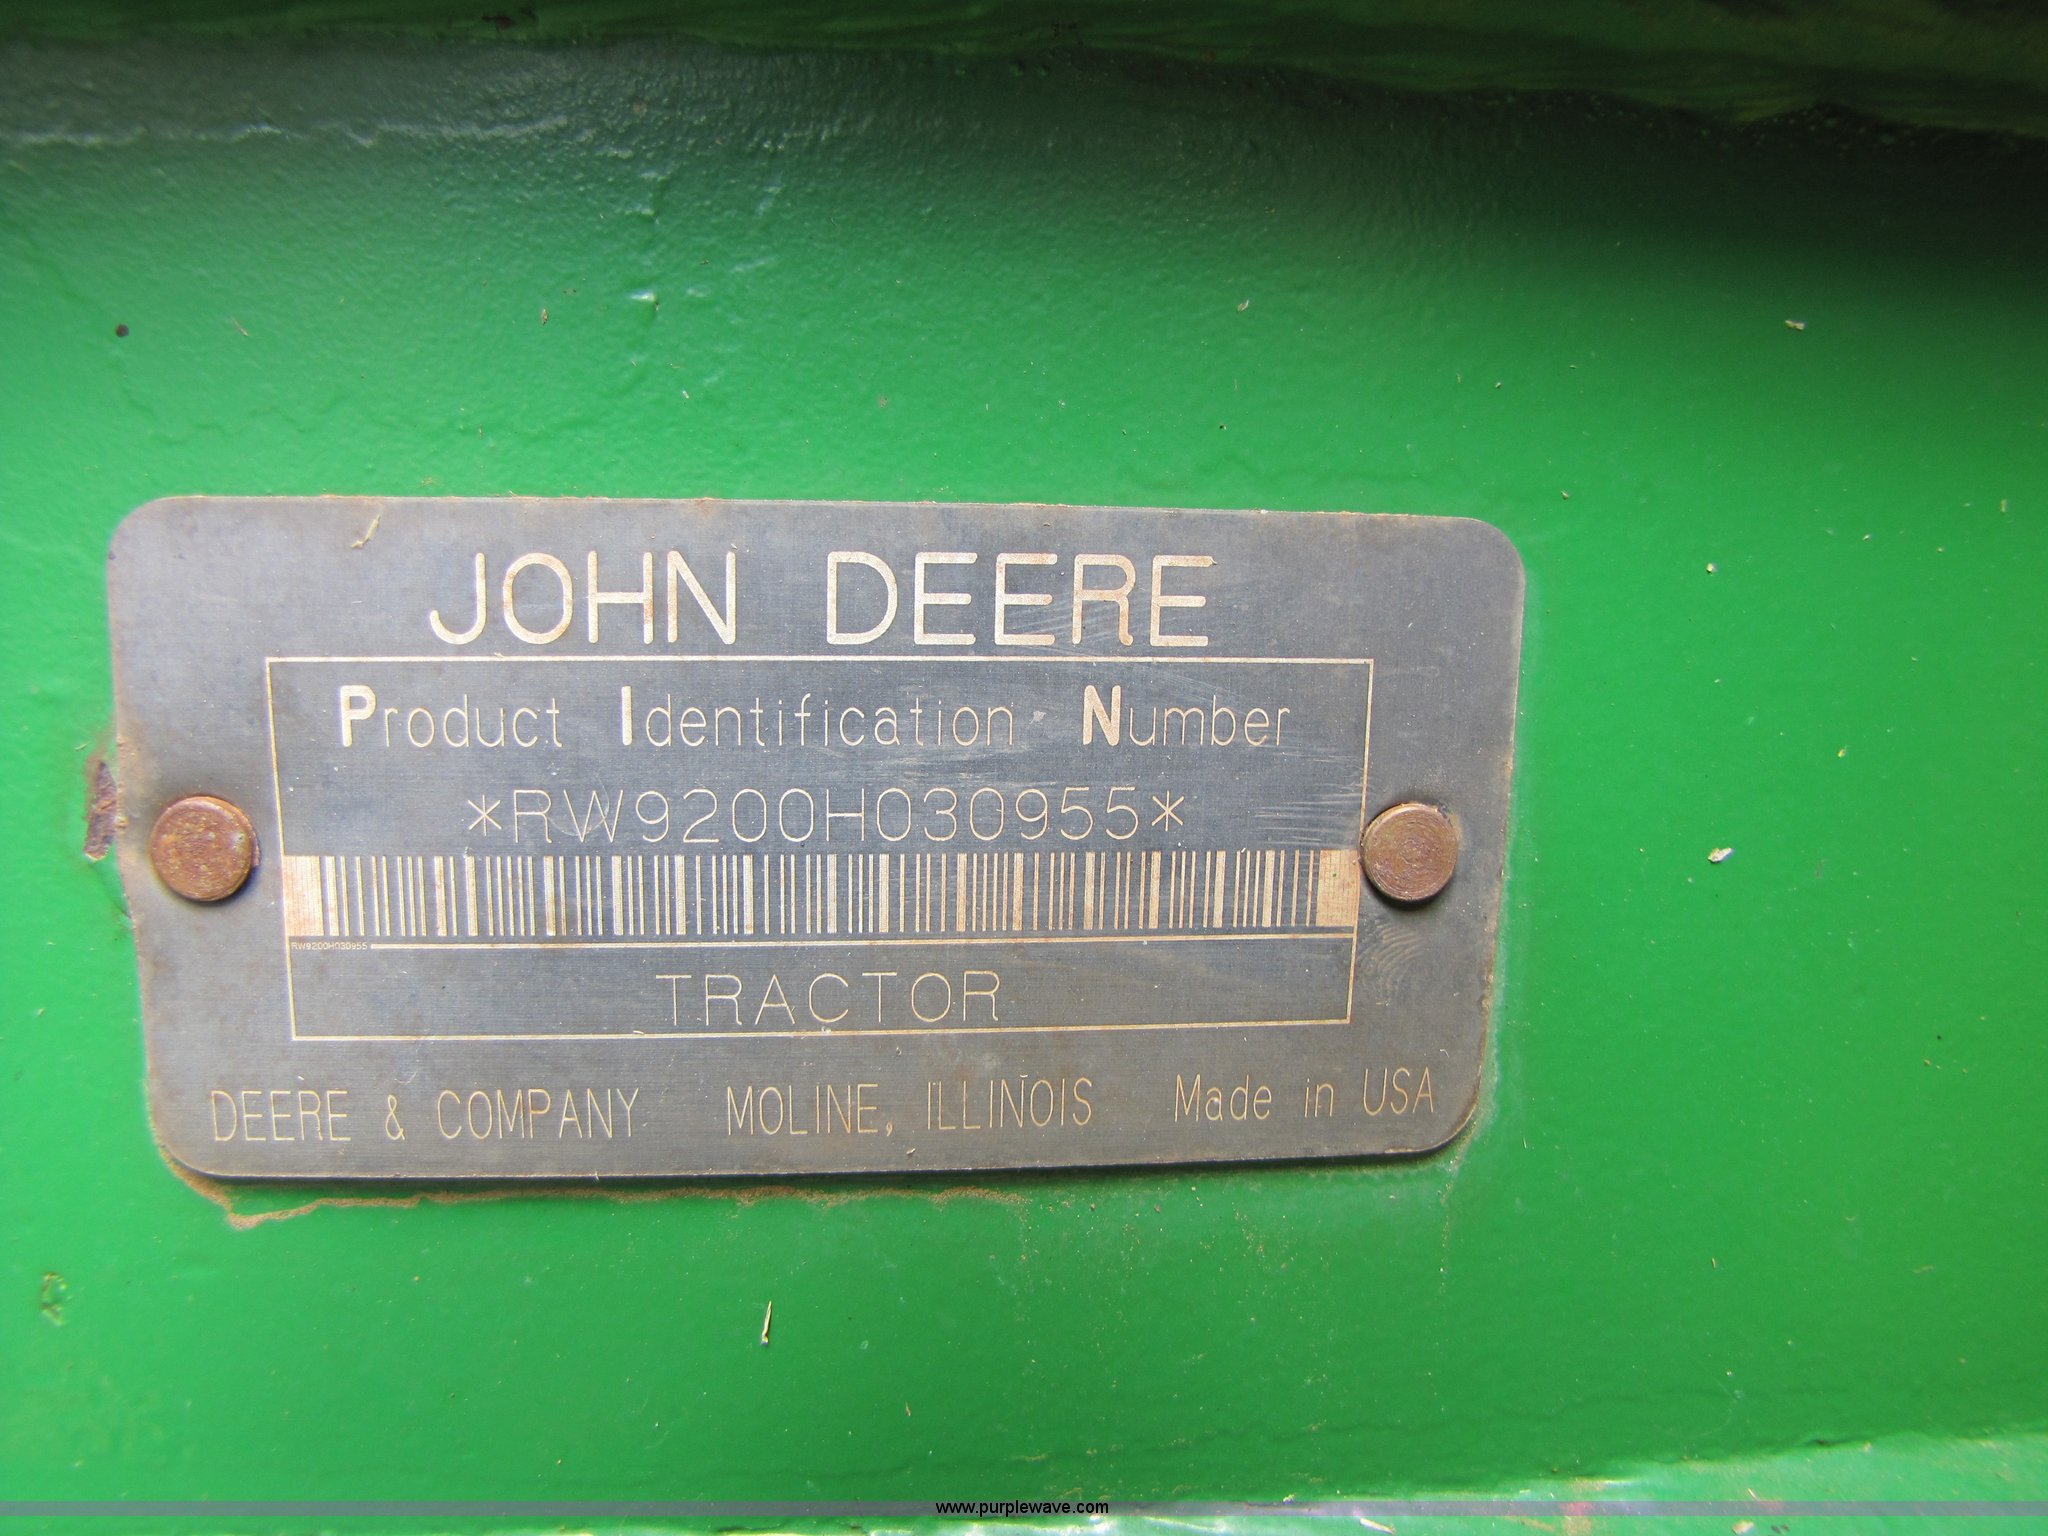 JOHN DEERE
Product Identification Number
*RW9200H030955*
RW9200H030955
TRACTOR
DEERE & COMPANY MOLINE, ILLINOIS Made in USA
www.purplewave.com